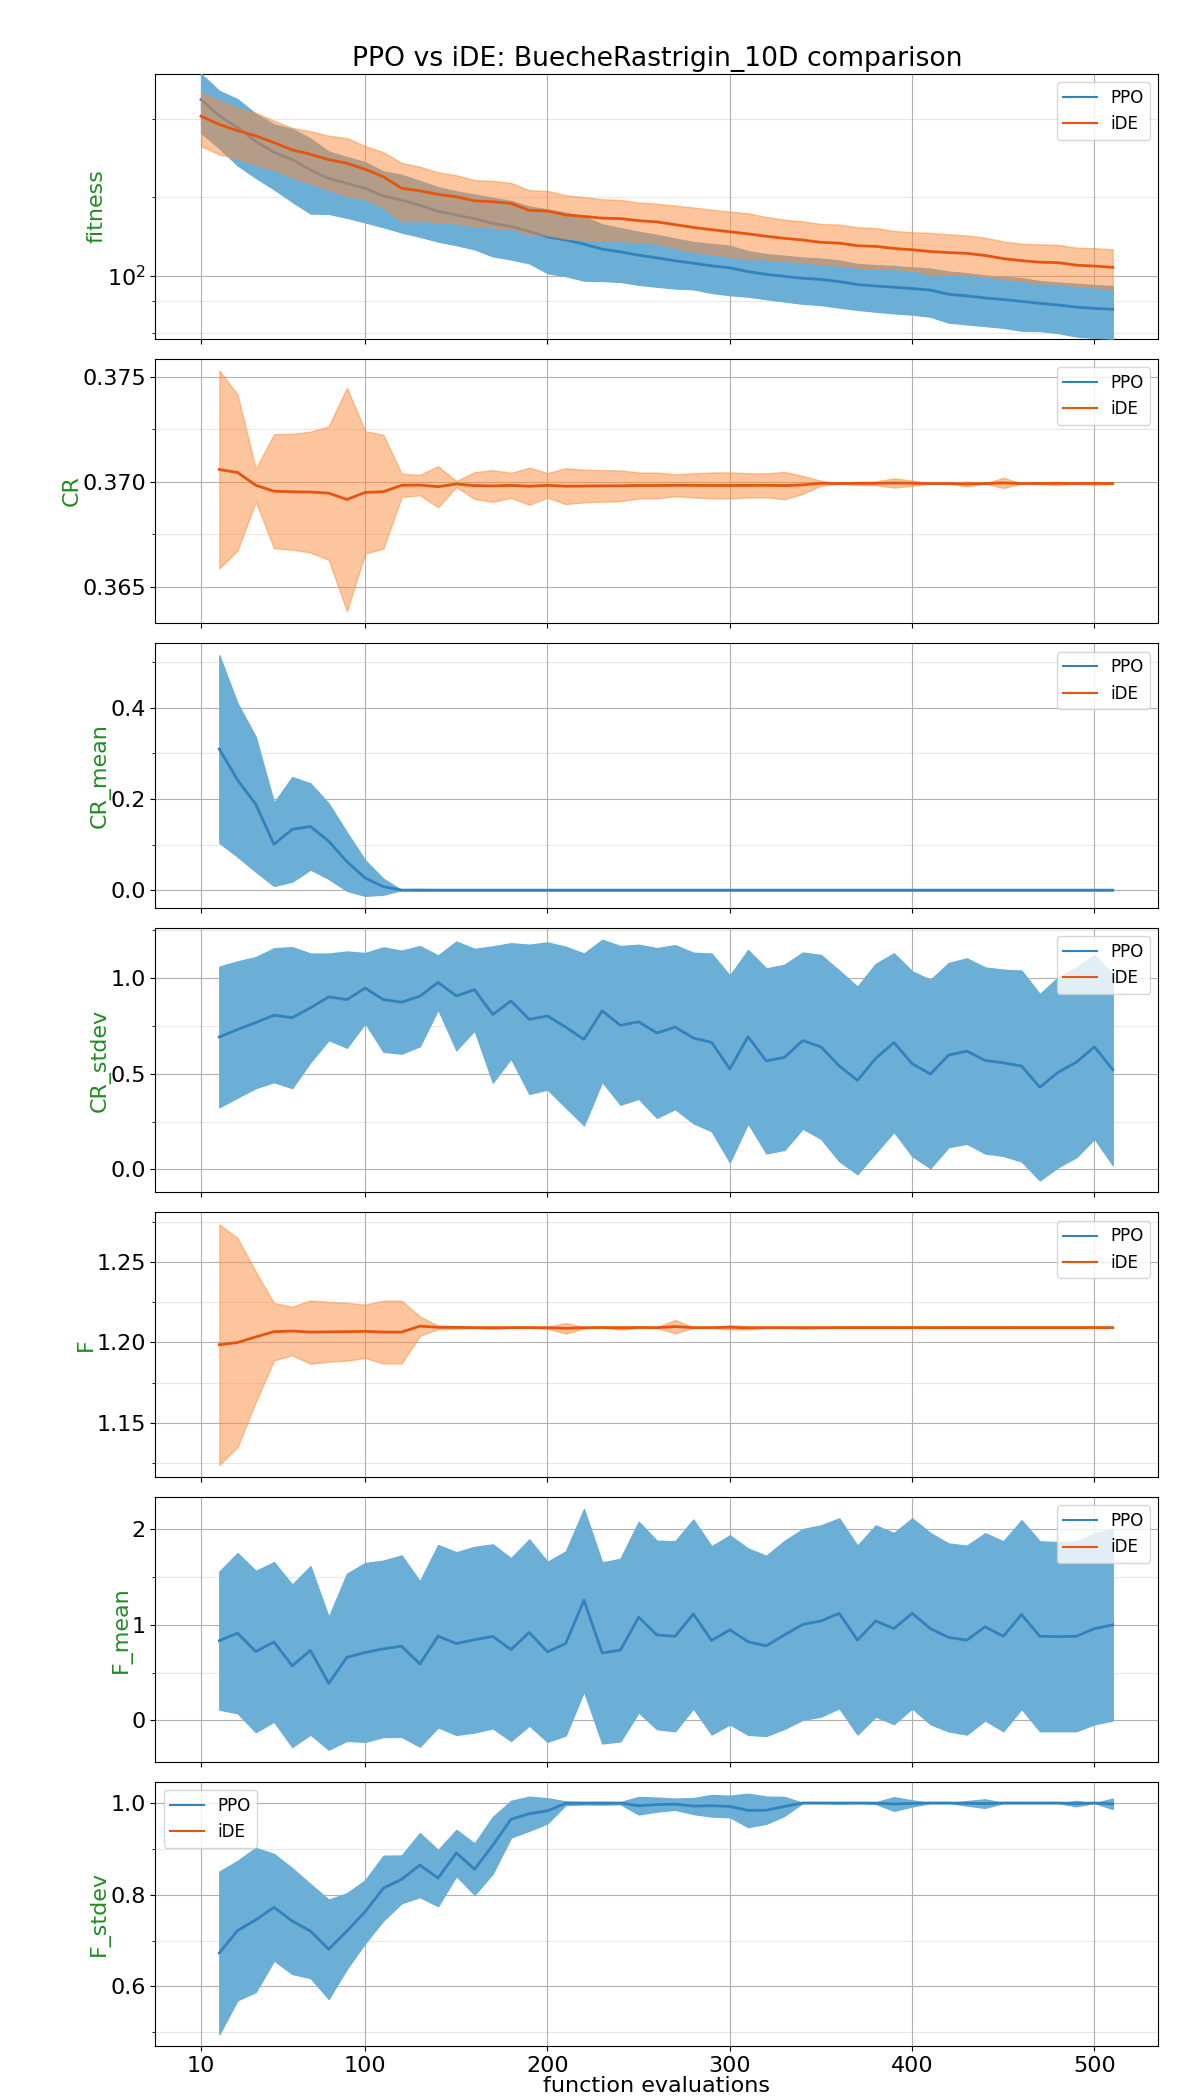 PPO vs iDE: BuecheRastrigin_10D comparison
PPO
iDE
fitness
10²
PPO
iDE
CR
0.375
0.370
0.365
PPO
iDE
CR_mean
0.4
0.2
0.0
PPO
iDE
CR_stdev
1.0
0.5
0.0
PPO
iDE
F
1.25
1.20
1.15
PPO
iDE
F_mean
2
1
0
PPO
iDE
F_stdev
1.0
0.8
0.6
10 100 200 300 400 500
function evaluations